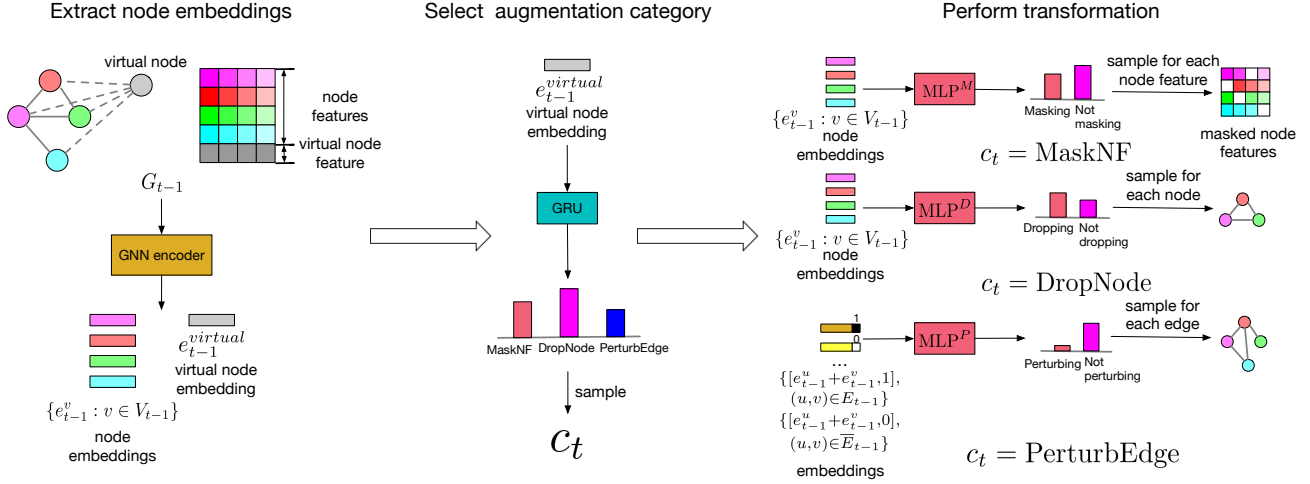 Extract node embeddings
virtual node
node
features
virtual node
feature
G_{t-1}
GNN encoder
e_{t-1}^{virtual}
virtual node
embedding
{e_{t-1}^v : v ∈ V_{t-1}}
node
embeddings
Select augmentation category
e_{t-1}^{virtual}
virtual node
embedding
GRU
MaskNF DropNode PerturbEdge
sample
c_t
Perform transformation
{e_{t-1}^v : v ∈ V_{t-1}}
node
embeddings
MLP^M
Masking Not
masking
sample for each
node feature
masked node
features
c_t = MaskNF
{e_{t-1}^v : v ∈ V_{t-1}}
node
embeddings
MLP^D
Dropping Not
dropping
sample for
each node
c_t = DropNode
1
0
...
{[e_{t-1}^u+e_{t-1}^v,1],
(u,v)∈E_{t-1}}
{[e_{t-1}^u+e_{t-1}^v,0],
(u,v)∈\overline{E}_{t-1}}
embeddings
MLP^P
Perturbing Not
perturbing
sample for
each edge
c_t = PerturbEdge